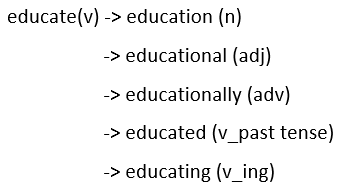 educate(v) -> education (n)
-> educational (adj)
-> educationally (adv)
-> educated (v_past tense)
-> educating (v_ing)